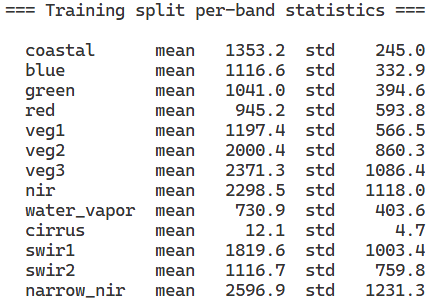 === Training split per-band statistics ===
coastal mean 1353.2 std 245.0
blue mean 1116.6 std 332.9
green mean 1041.0 std 394.6
red mean 945.2 std 593.8
veg1 mean 1197.4 std 566.5
veg2 mean 2000.4 std 860.3
veg3 mean 2371.3 std 1086.4
nir mean 2298.5 std 1118.0
water_vapor mean 730.9 std 403.6
cirrus mean 12.1 std 4.7
swir1 mean 1819.6 std 1003.4
swir2 mean 1116.7 std 759.8
narrow_nir mean 2596.9 std 1231.3